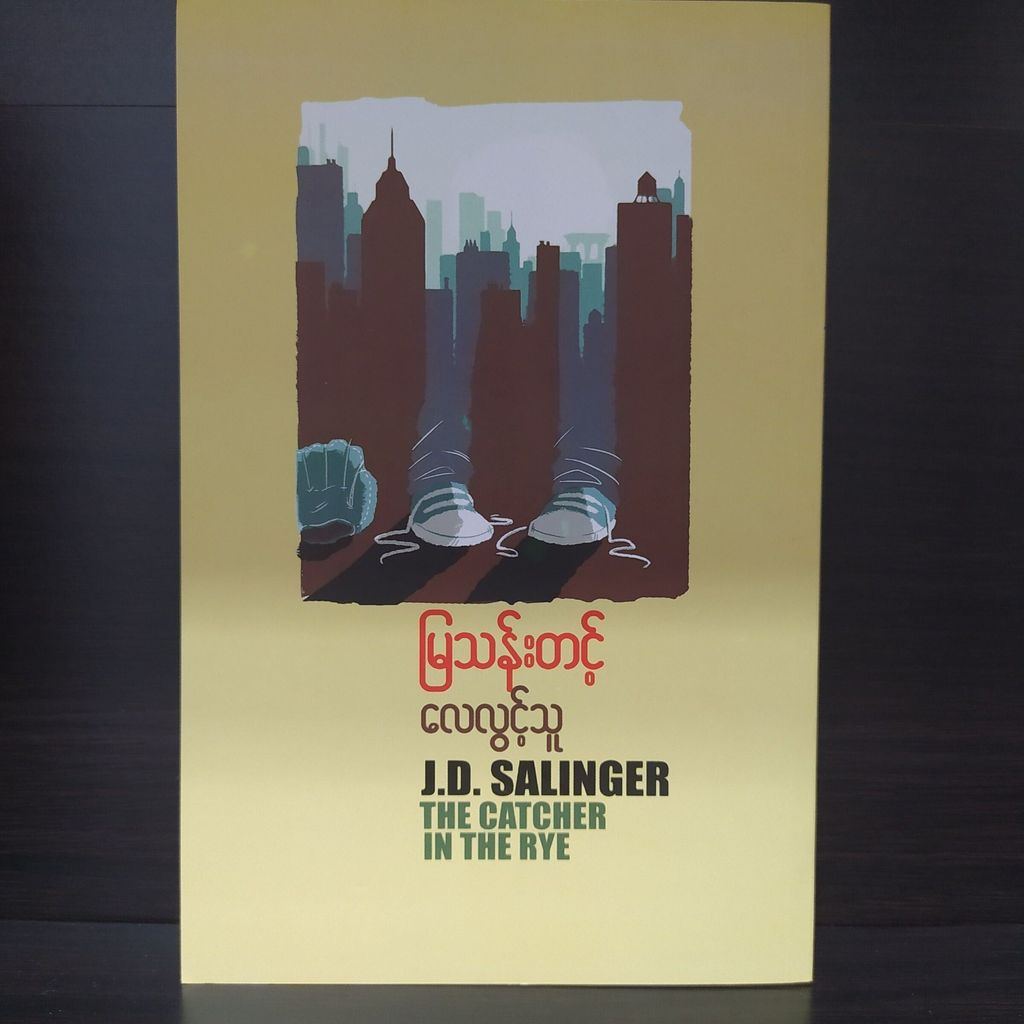 မြသန်းတင့်
လေလွင့်သူ
J.D. SALINGER
THE CATCHER
IN THE RYE